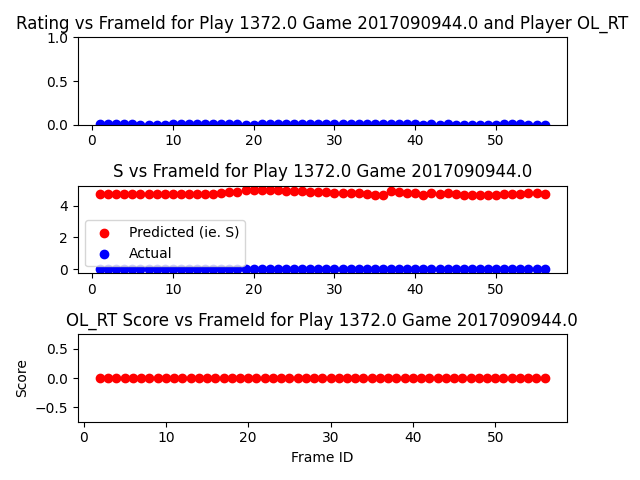 Rating vs FrameId for Play 1372.0 Game 2017090944.0 and Player OL_RT
1.0
0.5
0.0
0 10 20 30 40 50
S vs FrameId for Play 1372.0 Game 2017090944.0
4
2
0
Predicted (ie. S)
Actual
0 10 20 30 40 50
OL_RT Score vs FrameId for Play 1372.0 Game 2017090944.0
Score
0.5
0.0
−0.5
0 10 20 30 40 50
Frame ID